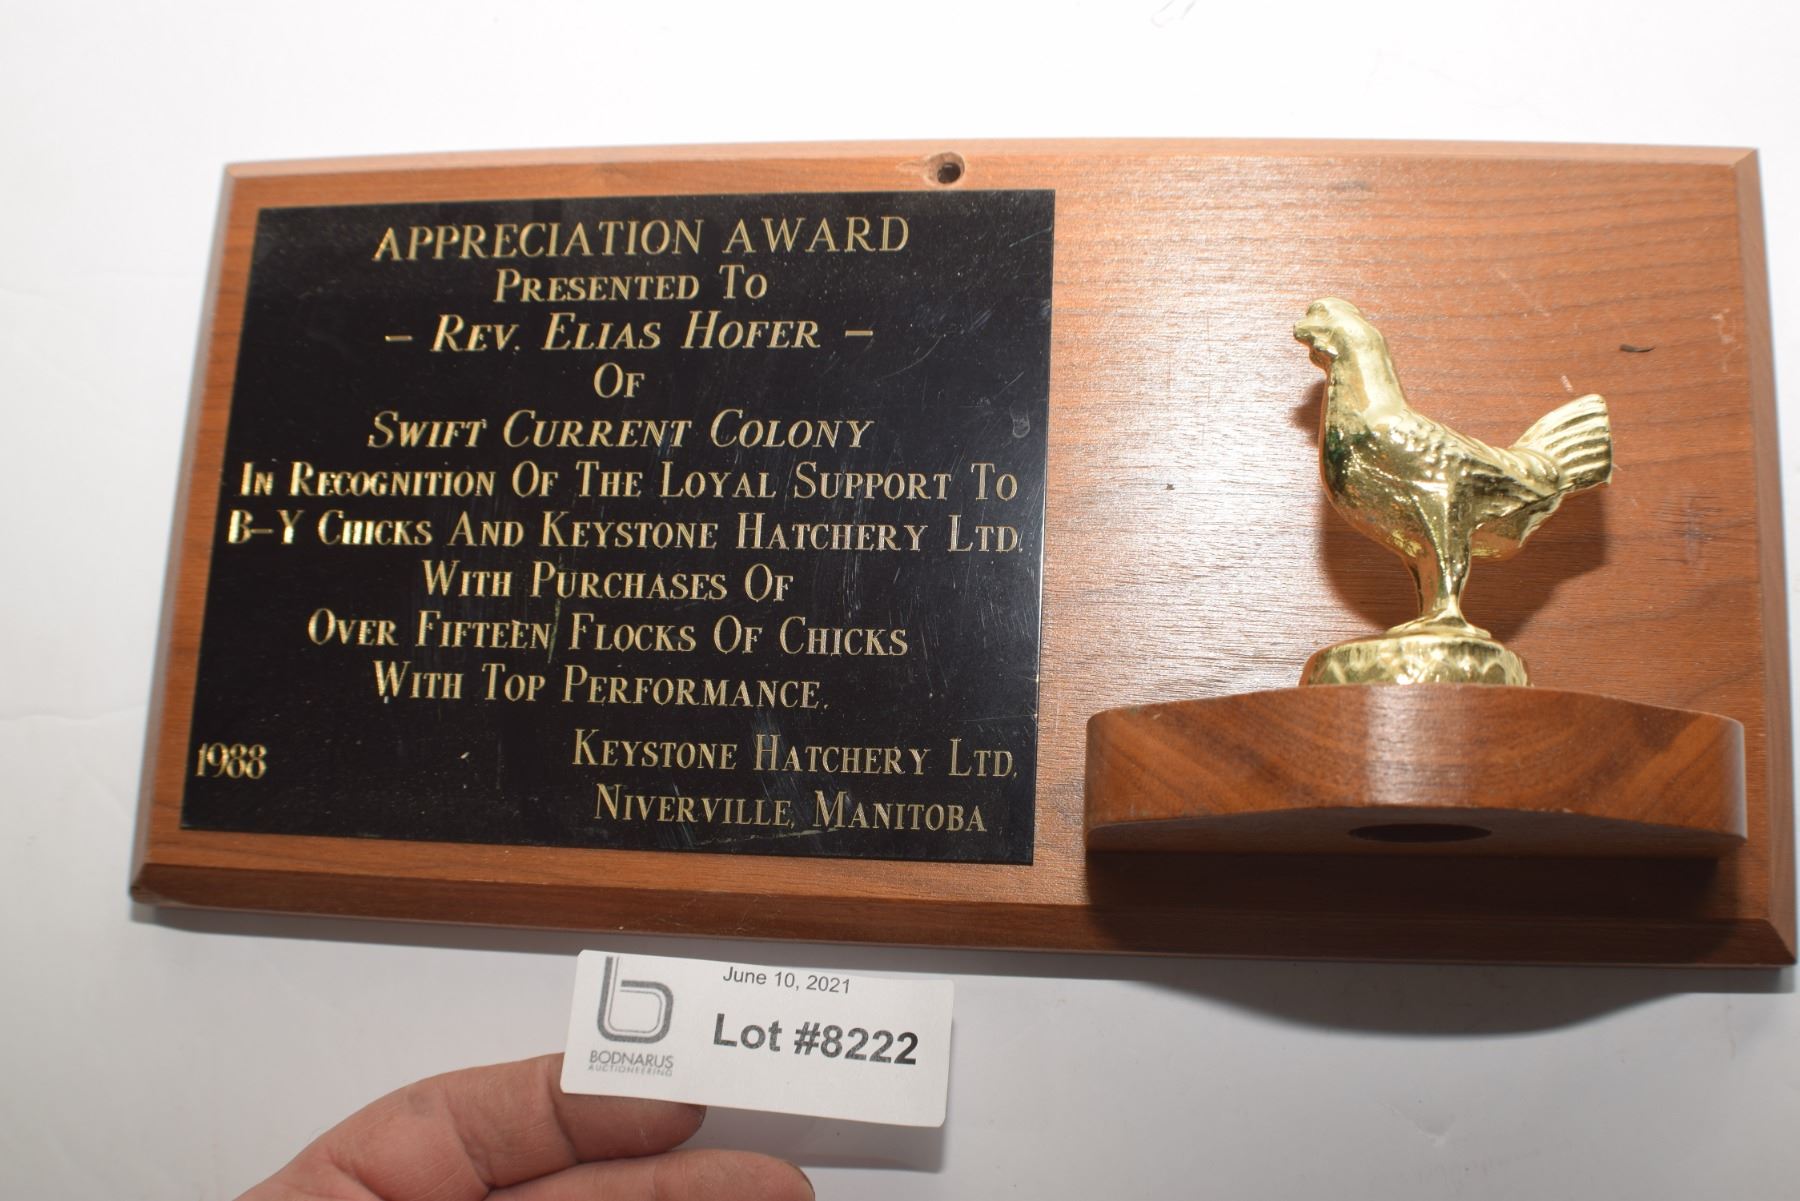 APPRECIATION AWARD
PRESENTED TO
– REV. ELIAS HOFER –
OF
SWIFT CURRENT COLONY
IN RECOGNITION OF THE LOYAL SUPPORT TO
B–Y CHICKS AND KEYSTONE HATCHERY LTD.
WITH PURCHASES OF
OVER FIFTEEN FLOCKS OF CHICKS
WITH TOP PERFORMANCE.
1988
KEYSTONE HATCHERY LTD.
NIVERVILLE, MANITOBA
June 10, 2021
Lot #8222
BODNARUS
AUCTIONEERING